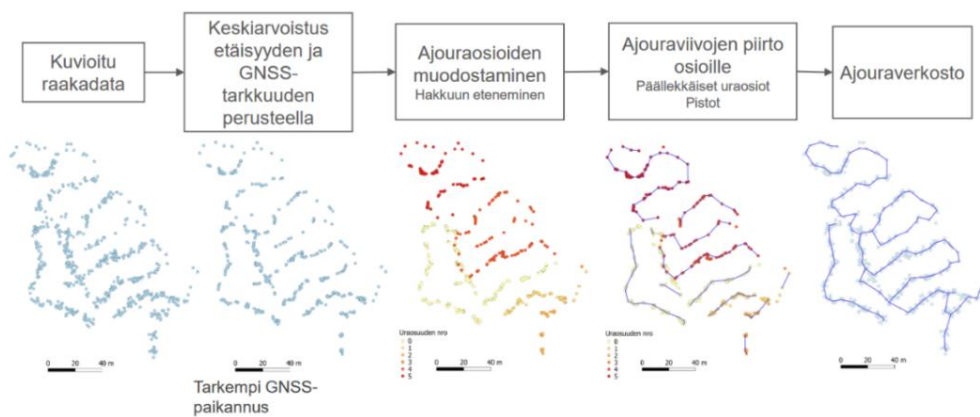 Kuvioitu
raakadata
Keskiarvoistus
etäisyyden ja
GNSS-
tarkkuuden
perusteella
Ajouraosioiden
muodostaminen
Hakkuun eteneminen
Ajouraviivojen piirto
osioille
Päällekkäiset uraosiot
Pistot
Ajouraverkosto
0 20 40 m
0 20 40 m
Tarkempi GNSS-
paikannus
Uraosuuden nro
0
1
2
3
4
5
0 20 40 m
Uraosuuden nro
0
1
2
3
4
5
0 20 40 m
0 20 40 m